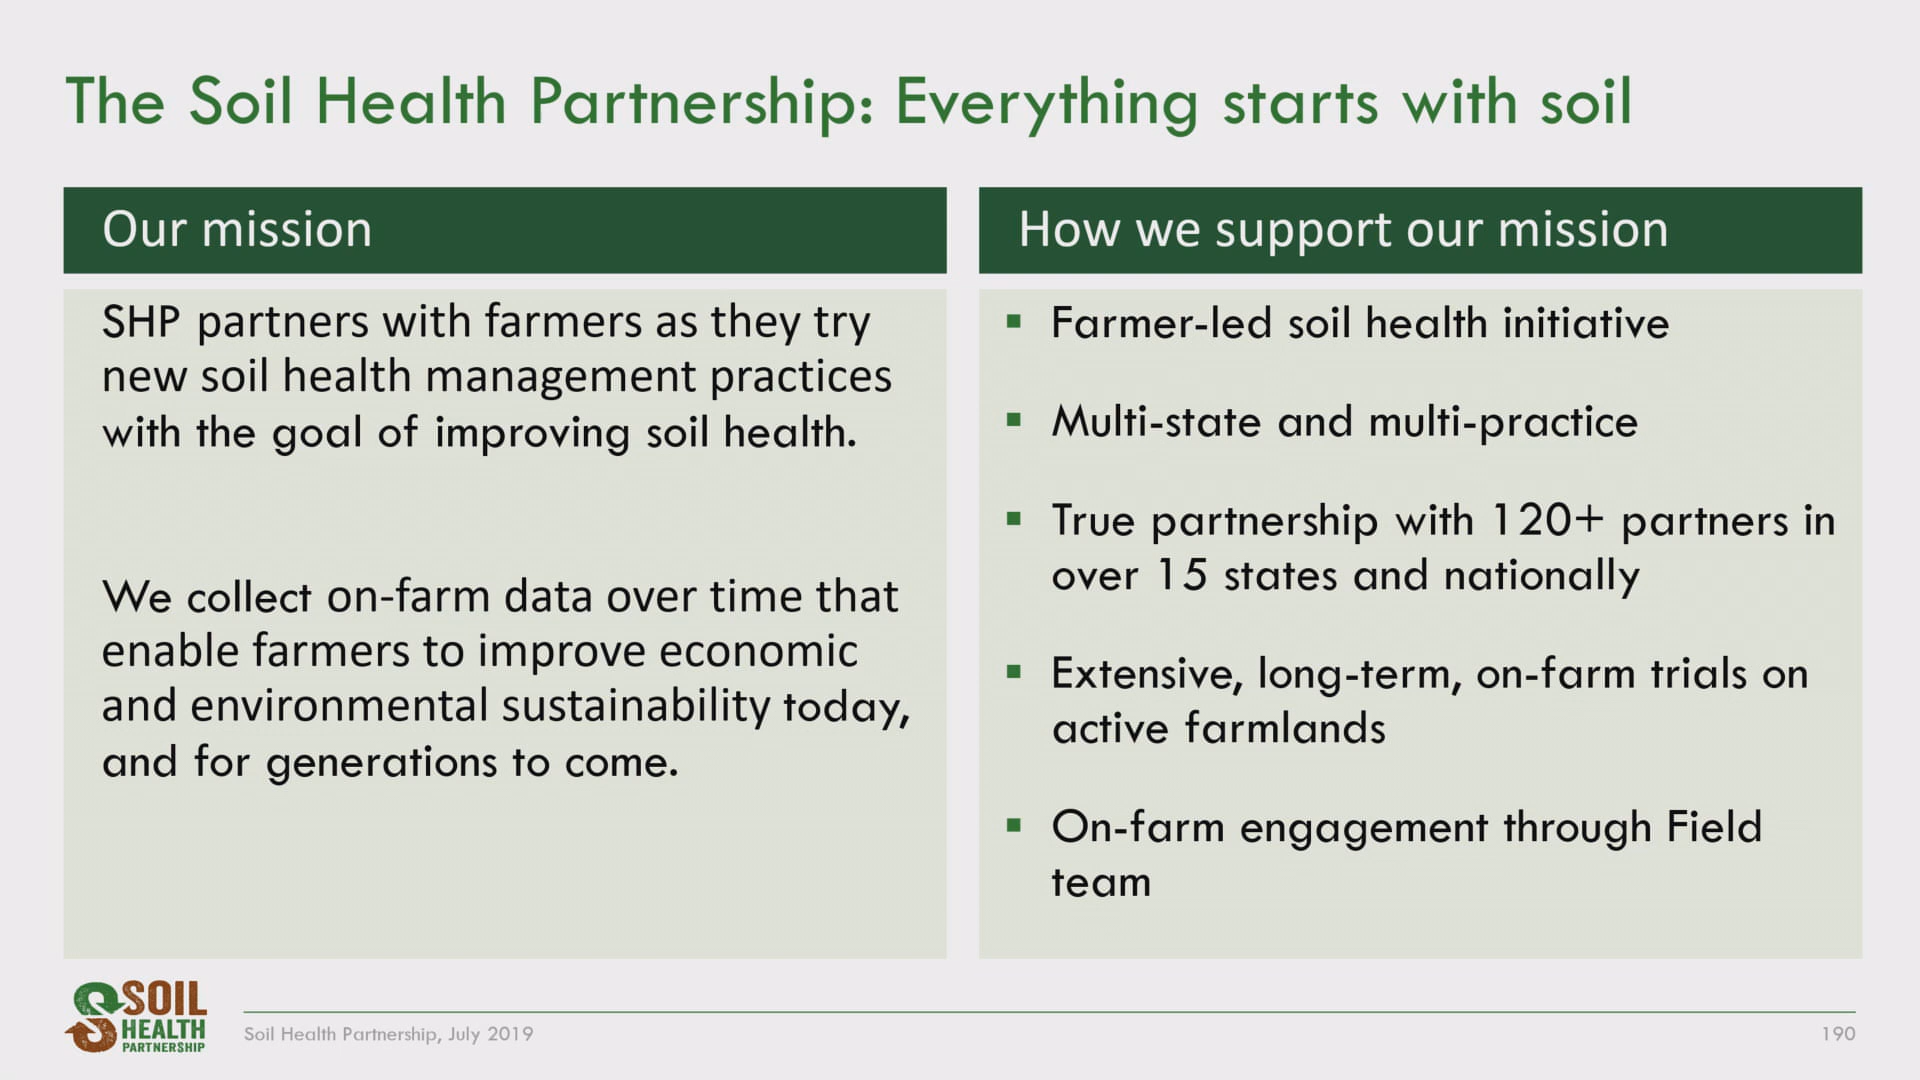 The Soil Health Partnership: Everything starts with soil
Our mission
SHP partners with farmers as they try
new soil health management practices
with the goal of improving soil health.
We collect on-farm data over time that
enable farmers to improve economic
and environmental sustainability today,
and for generations to come.
How we support our mission
▪ Farmer-led soil health initiative
▪ Multi-state and multi-practice
▪ True partnership with 120+ partners in
over 15 states and nationally
▪ Extensive, long-term, on-farm trials on
active farmlands
▪ On-farm engagement through Field
team
SOIL
HEALTH
PARTNERSHIP
Soil Health Partnership, July 2019
190